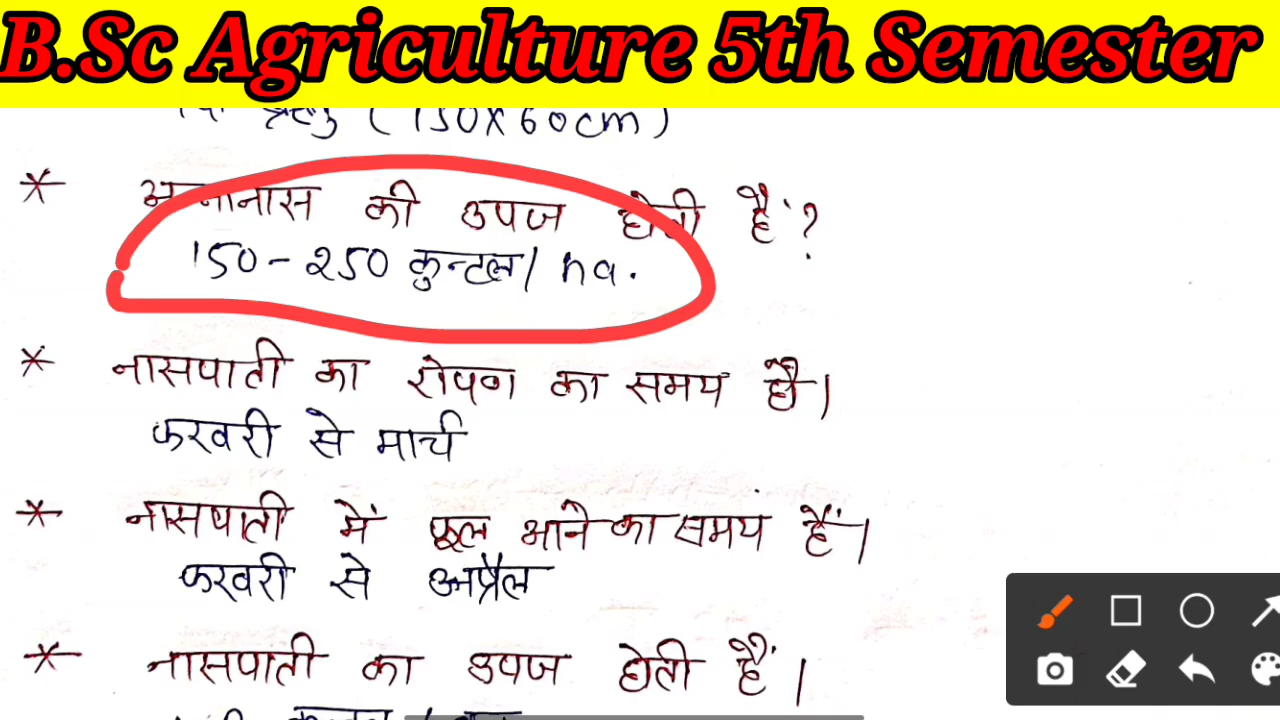 B.Sc Agriculture 5th Semester
(150X60cm)
* अनानास की उपज होती हैं ?
150-250 कुन्टल/ ha.
* नासपाती का रोपण का समय है।
फरवरी से मार्च
* नासपाती में फूल आने का समय हैं।
फरवरी से अप्रैल
* नासपाती का उपज होती हैं।